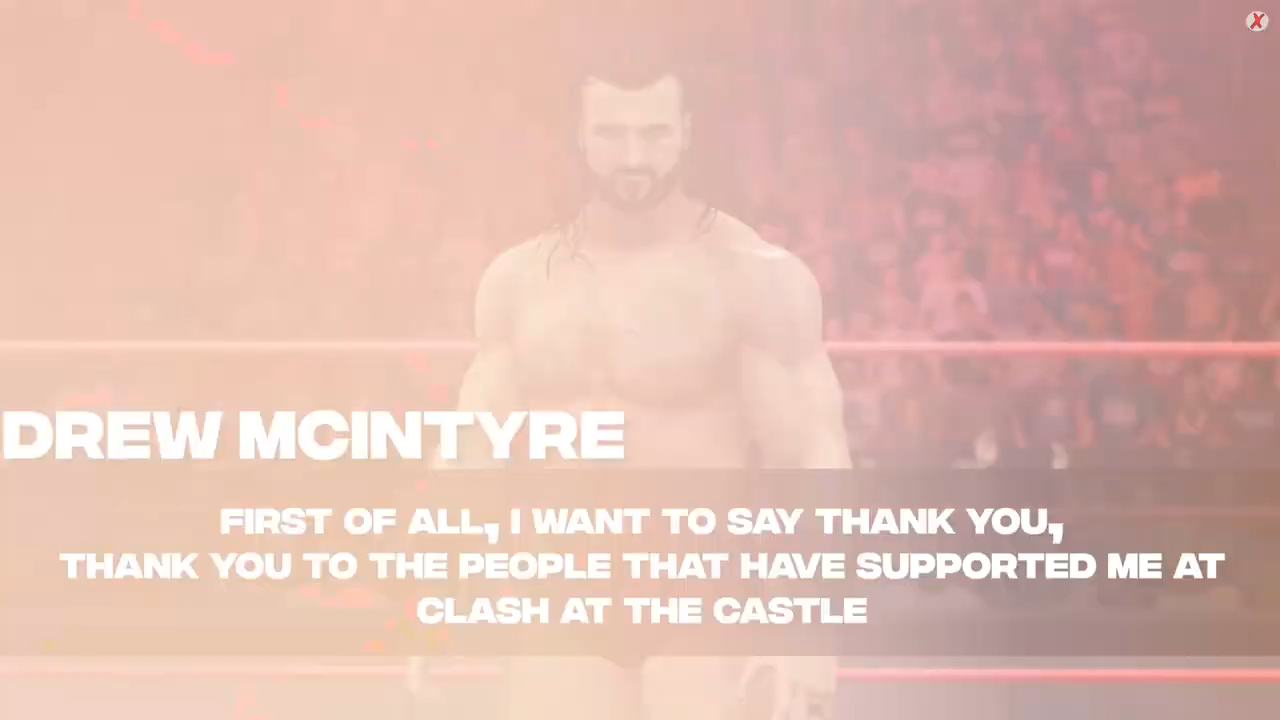 DREW MCINTYRE
FIRST OF ALL, I WANT TO SAY THANK YOU,
THANK YOU TO THE PEOPLE THAT HAVE SUPPORTED ME AT
CLASH AT THE CASTLE